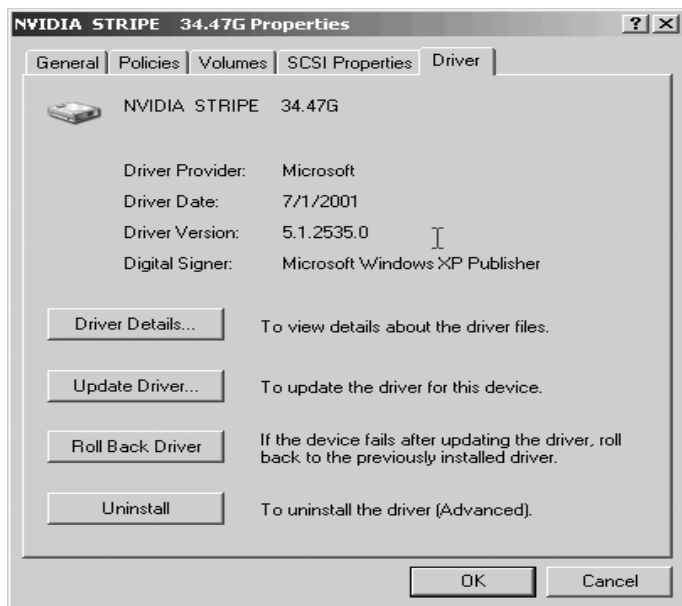 NVIDIA STRIPE 34.47G Properties
? X
General Policies Volumes SCSI Properties Driver
NVIDIA STRIPE 34.47G
Driver Provider: Microsoft
Driver Date: 7/1/2001
Driver Version: 5.1.2535.0
Digital Signer: Microsoft Windows XP Publisher
Driver Details... To view details about the driver files.
Update Driver... To update the driver for this device.
Roll Back Driver If the device fails after updating the driver, roll
back to the previously installed driver.
Uninstall To uninstall the driver (Advanced).
OK Cancel